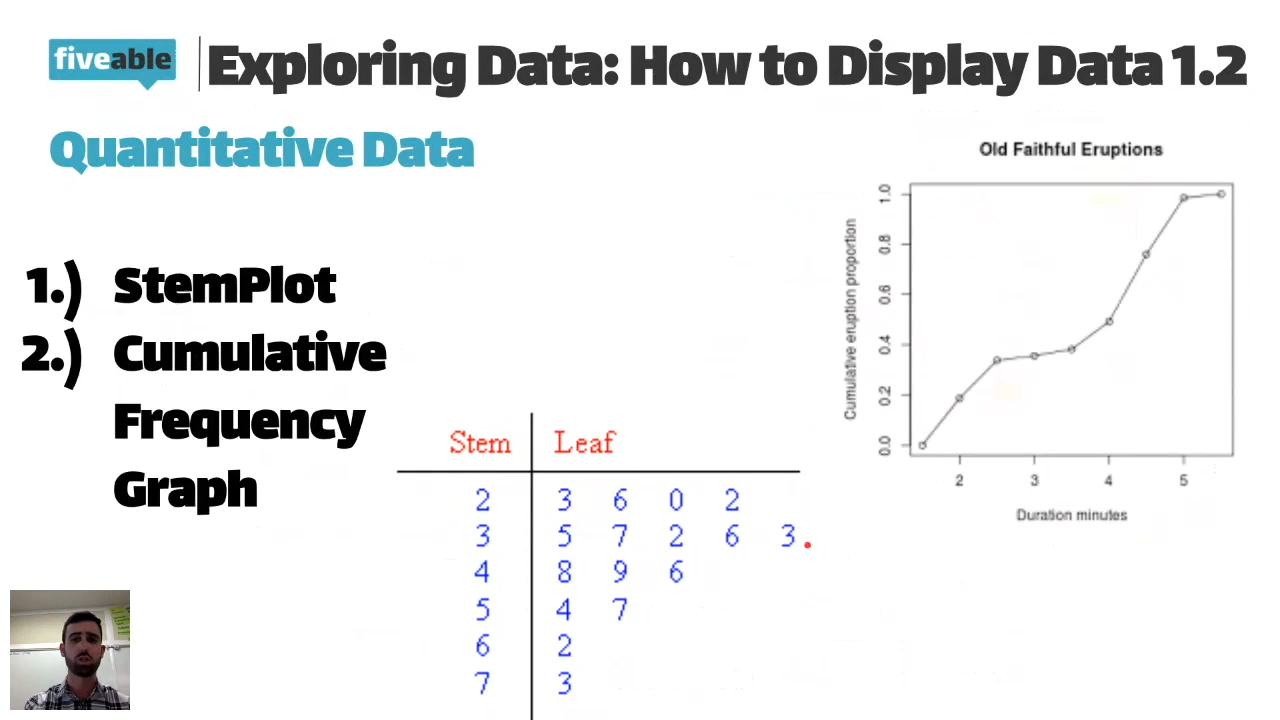 fiveable
Exploring Data: How to Display Data 1.2
Quantitative Data
1.) StemPlot
2.) Cumulative
Frequency
Graph
Stem Leaf
2 3 6 0 2
3 5 7 2 6 3
4 8 9 6
5 4 7
6 2
7 3
Old Faithful Eruptions
Cumulative eruption proportion
1.0
0.8
0.6
0.4
0.2
0.0
2 3 4 5
Duration minutes